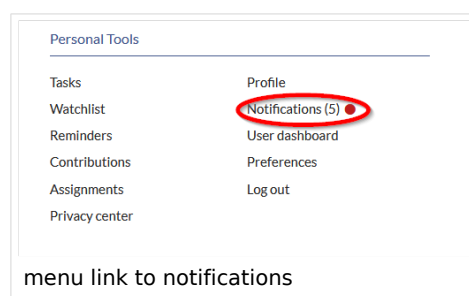 Personal Tools
Tasks
Watchlist
Reminders
Contributions
Assignments
Privacy center
Profile
Notifications (5)
User dashboard
Preferences
Log out
menu link to notifications